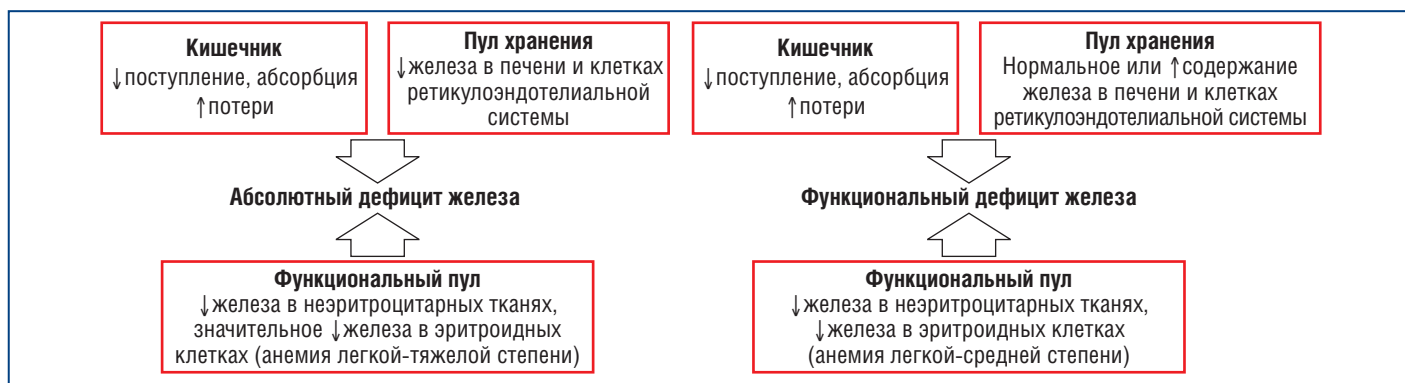 Кишечник
↓поступление, абсорбция
↑потери
Пул хранения
↓железа в печени и клетках
ретикулоэндотелиальной
системы
Абсолютный дефицит железа
Функциональный пул
↓железа в неэритроцитарных тканях,
значительное ↓железа в эритроидных
клетках (анемия легкой-тяжелой степени)
Кишечник
↓поступление, абсорбция
↑потери
Пул хранения
Нормальное или ↑содержание
железа в печени и клетках
ретикулоэндотелиальной системы
Функциональный дефицит железа
Функциональный пул
↓железа в неэритроцитарных тканях,
↓железа в эритроидных клетках
(анемия легкой-средней степени)